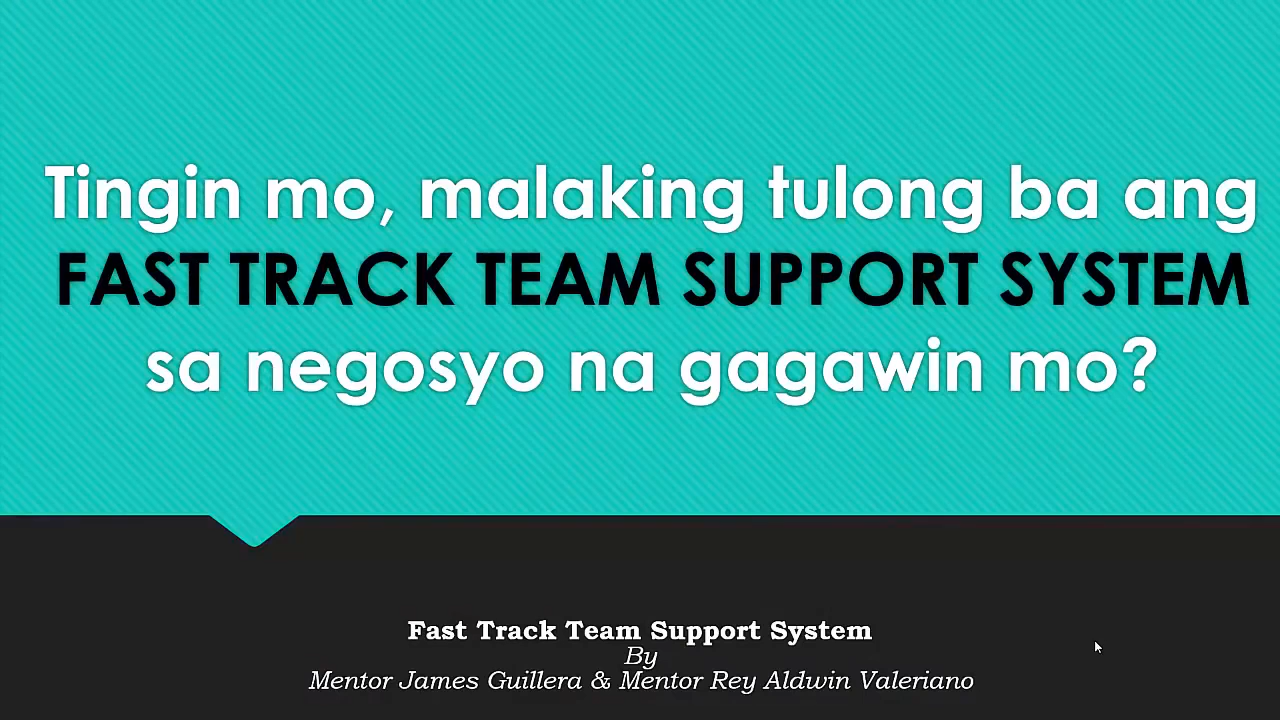 Tingin mo, malaking tulong ba ang
FAST TRACK TEAM SUPPORT SYSTEM
sa negosyo na gagawin mo?
Fast Track Team Support System
By
Mentor James Guillera & Mentor Rey Aldwin Valeriano